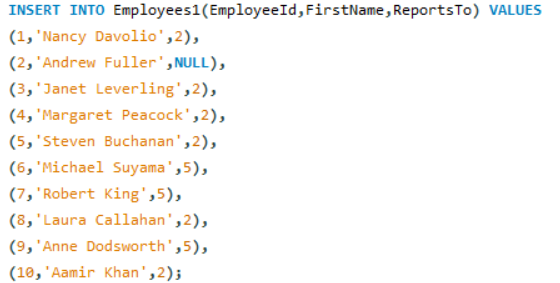 INSERT INTO Employees1(EmployeeId,FirstName,ReportsTo) VALUES
(1,'Nancy Davolio',2),
(2,'Andrew Fuller',NULL),
(3,'Janet Leverling',2),
(4,'Margaret Peacock',2),
(5,'Steven Buchanan',2),
(6,'Michael Suyama',5),
(7,'Robert King',5),
(8,'Laura Callahan',2),
(9,'Anne Dodsworth',5),
(10,'Aamir Khan',2);